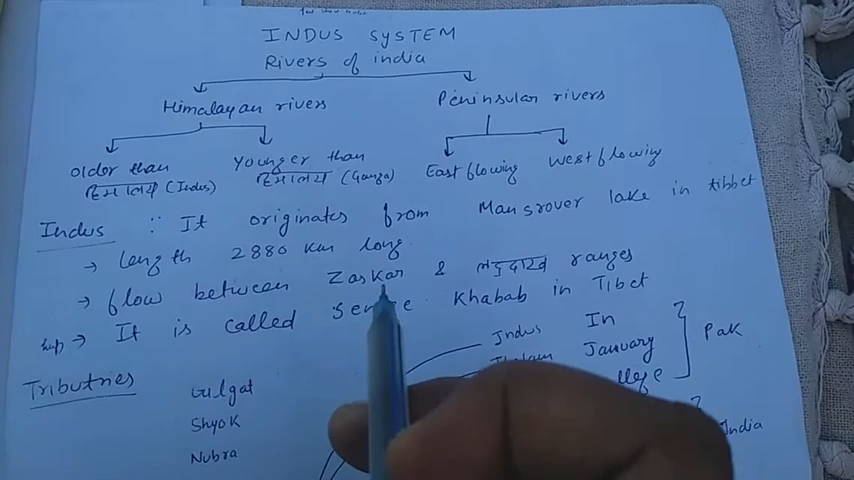 INDUS SYSTEM
Rivers of india
Himalayan rivers
Peninsular rivers
older than
हिमालय (Indus)
Younger than
हिमालय (Ganga)
East flowing
West flowing
Indus :: It originates from Mansrover lake in tibbet
→ length 2880 km long
→ flow between Zaskar & लद्दाख ranges
→ It is called Khabab in Tibet
Tributries
Gilgat
Shyok
Nubra
Indus In
January
Pak
India